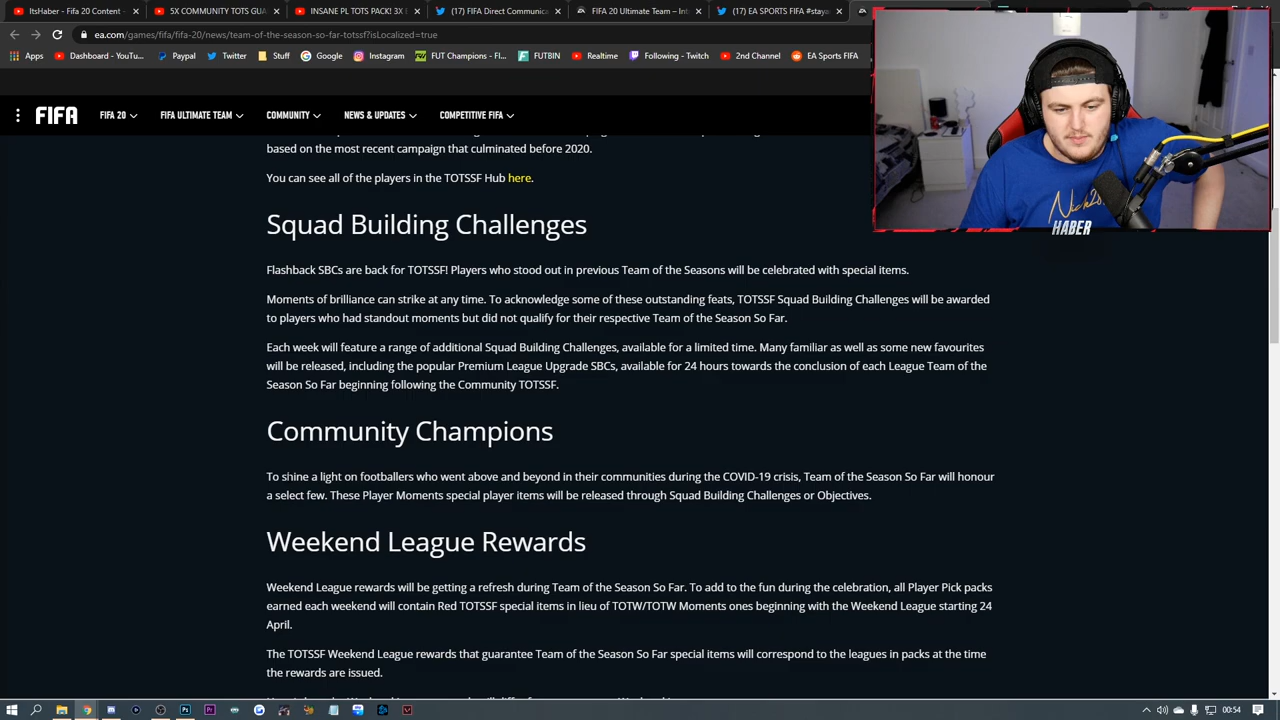 ItsHaber - Fifa 20 Content
5X COMMUNITY TOTS GUA
INSANE PL TOTS PACK! 3X
(17) FIFA Direct Communica
FIFA 20 Ultimate Team – Int
(17) EA SPORTS FIFA #stay
ea.com/games/fifa/fifa-20/news/team-of-the-season-so-far-totssf?isLocalized=true
Apps
Dashboard - YouTu...
Paypal
Twitter
Stuff
Google
Instagram
FUT Champions – Fl...
FUTBIN
Realtime
Following - Twitch
2nd Channel
EA Sports FIFA
FIFA
FIFA 20
FIFA ULTIMATE TEAM
COMMUNITY
NEWS & UPDATES
COMPETITIVE FIFA
based on the most recent campaign that culminated before 2020.
You can see all of the players in the TOTSSF Hub here.
Squad Building Challenges
Flashback SBCs are back for TOTSSF! Players who stood out in previous Team of the Seasons will be celebrated with special items.
Moments of brilliance can strike at any time. To acknowledge some of these outstanding feats, TOTSSF Squad Building Challenges will be awarded
to players who had standout moments but did not qualify for their respective Team of the Season So Far.
Each week will feature a range of additional Squad Building Challenges, available for a limited time. Many familiar as well as some new favourites
will be released, including the popular Premium League Upgrade SBCs, available for 24 hours towards the conclusion of each League Team of the
Season So Far beginning following the Community TOTSSF.
Community Champions
To shine a light on footballers who went above and beyond in their communities during the COVID-19 crisis, Team of the Season So Far will honour
a select few. These Player Moments special player items will be released through Squad Building Challenges or Objectives.
Weekend League Rewards
Weekend League rewards will be getting a refresh during Team of the Season So Far. To add to the fun during the celebration, all Player Pick packs
earned each weekend will contain Red TOTSSF special items in lieu of TOTW/TOTW Moments ones beginning with the Weekend League starting 24
April.
The TOTSSF Weekend League rewards that guarantee Team of the Season So Far special items will correspond to the leagues in packs at the time
the rewards are issued.
HABER
00:54